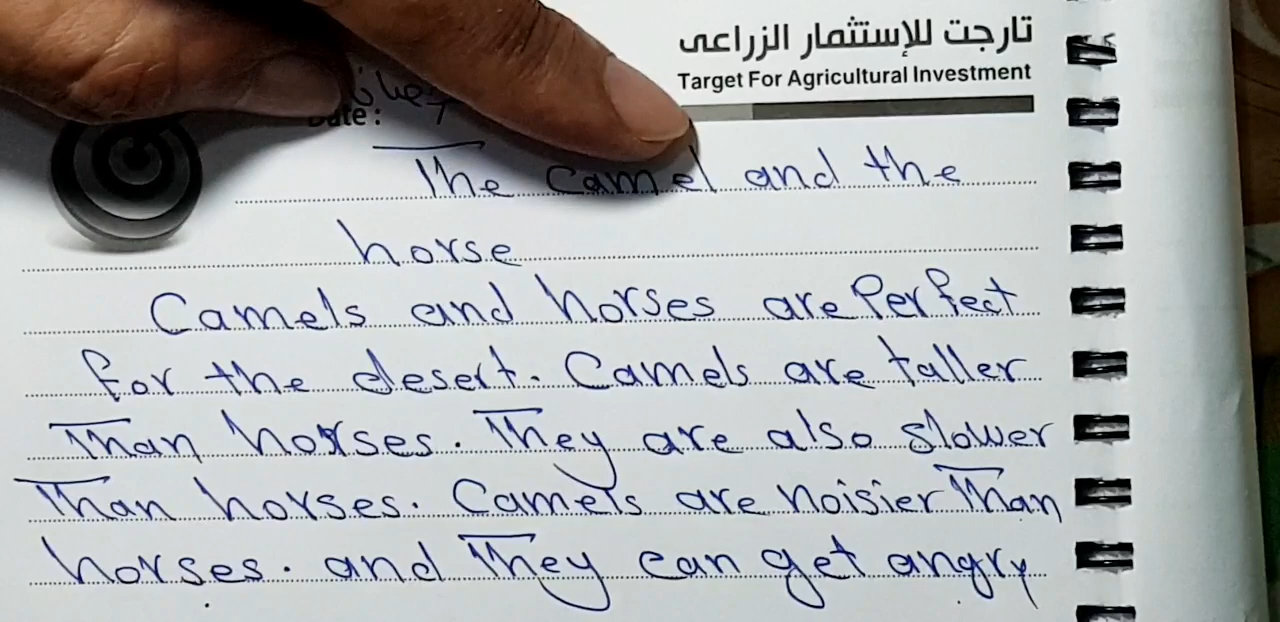 تارجت للإستثمار الزراعى
Target For Agricultural Investment
Date :
The Camel and the
horse
Camels and horses are Perfect
for the desert. Camels are taller
Than horses. They are also slower
Than horses. Camels are noisier Than
horses. and They can get angry